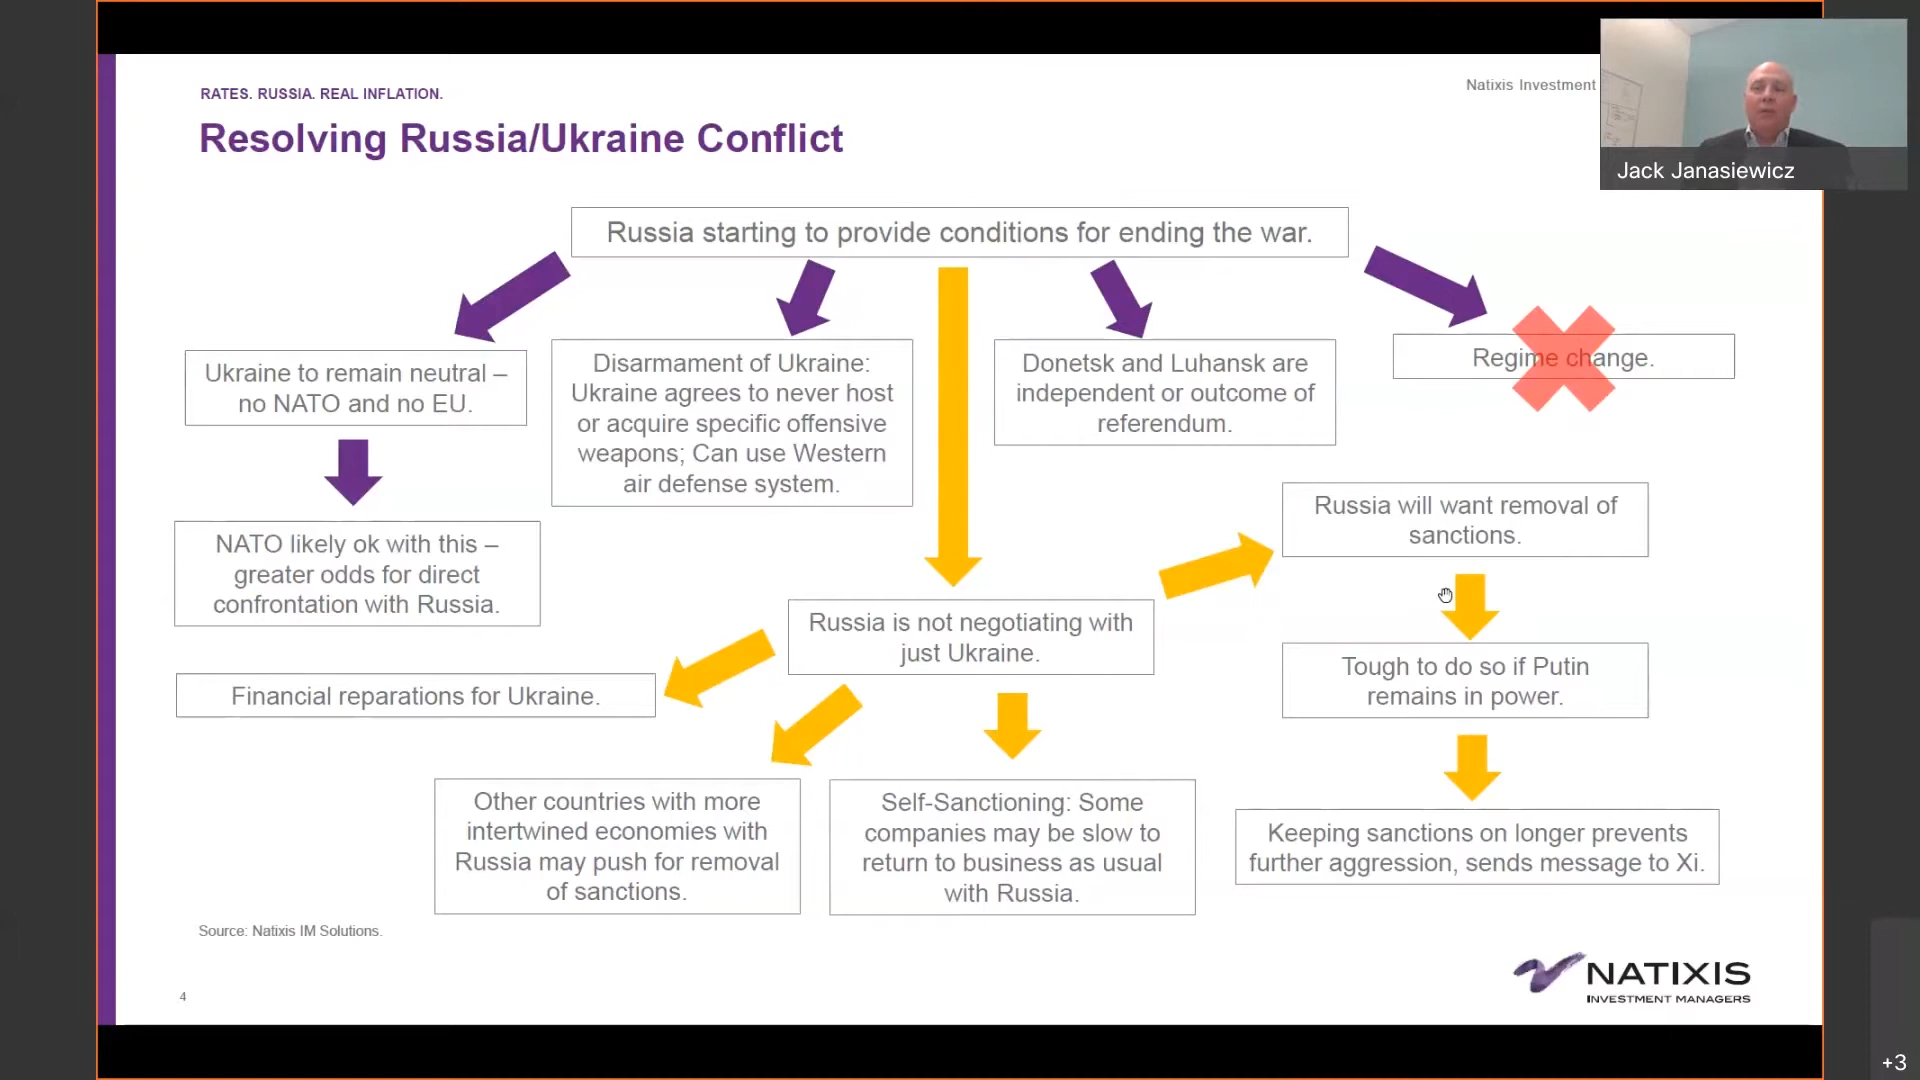 RATES. RUSSIA. REAL INFLATION.
Natixis Investment
Resolving Russia/Ukraine Conflict
Jack Janasiewicz
Russia starting to provide conditions for ending the war.
Ukraine to remain neutral –
no NATO and no EU.
Disarmament of Ukraine:
Ukraine agrees to never host
or acquire specific offensive
weapons; Can use Western
air defense system.
Donetsk and Luhansk are
independent or outcome of
referendum.
Regime change.
NATO likely ok with this –
greater odds for direct
confrontation with Russia.
Russia will want removal of
sanctions.
Russia is not negotiating with
just Ukraine.
Tough to do so if Putin
remains in power.
Financial reparations for Ukraine.
Other countries with more
intertwined economies with
Russia may push for removal
of sanctions.
Self-Sanctioning: Some
companies may be slow to
return to business as usual
with Russia.
Keeping sanctions on longer prevents
further aggression, sends message to Xi.
Source: Natixis IM Solutions.
NATIXIS
INVESTMENT MANAGERS
4
+3